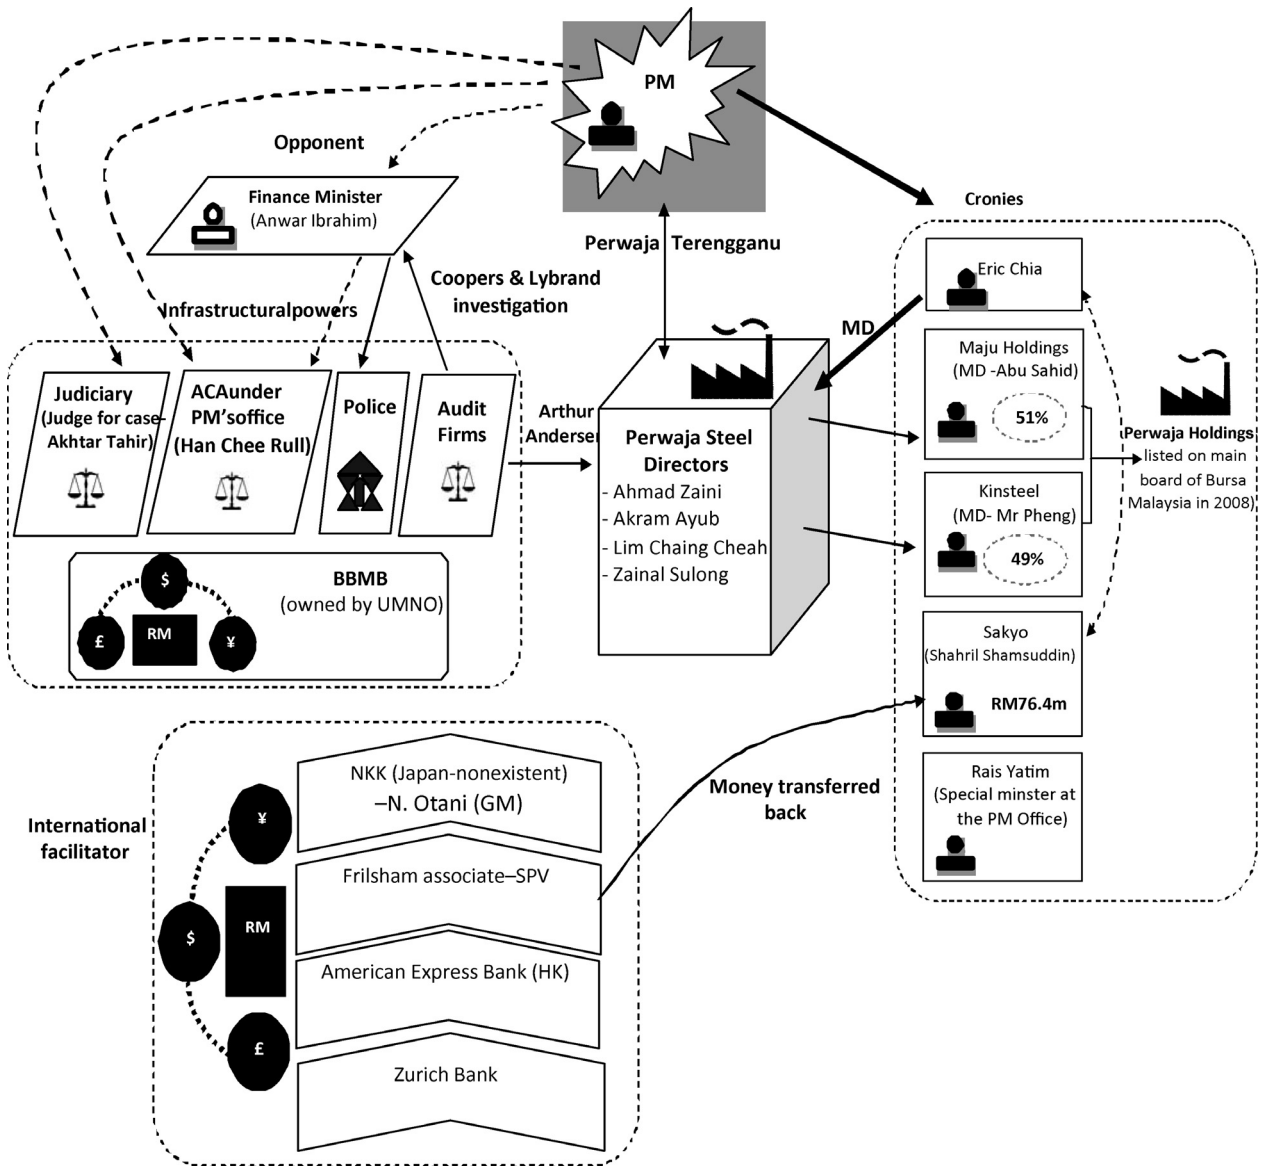 PM
Opponent
Finance Minister
(Anwar Ibrahim)
Cronies
Perwaja Terengganu
Coopers & Lybrand
investigation
Infrastructuralpowers
Judiciary
(Judge for case–
Akhtar Tahir)
ACAunder
PM’soffice
(Han Chee Rull)
Police
Audit
Firms
Arthur
Andersen
MD
Perwaja Steel
Directors
- Ahmad Zaini
- Akram Ayub
- Lim Chaing Cheah
- Zainal Sulong
BBMB
(owned by UMNO)
$
£
RM
¥
Eric Chia
Maju Holdings
(MD -Abu Sahid)
51%
Kinsteel
(MD- Mr Pheng)
49%
Perwaja Holdings
listed on main
board of Bursa
Malaysia in 2008)
Sakyo
(Shahril Shamsuddin)
RM76.4m
Rais Yatim
(Special minster at
the PM Office)
Money transferred
back
International
facilitator
¥
$
RM
£
NKK (Japan-nonexistent)
–N. Otani (GM)
Frilsham associate–SPV
American Express Bank (HK)
Zurich Bank